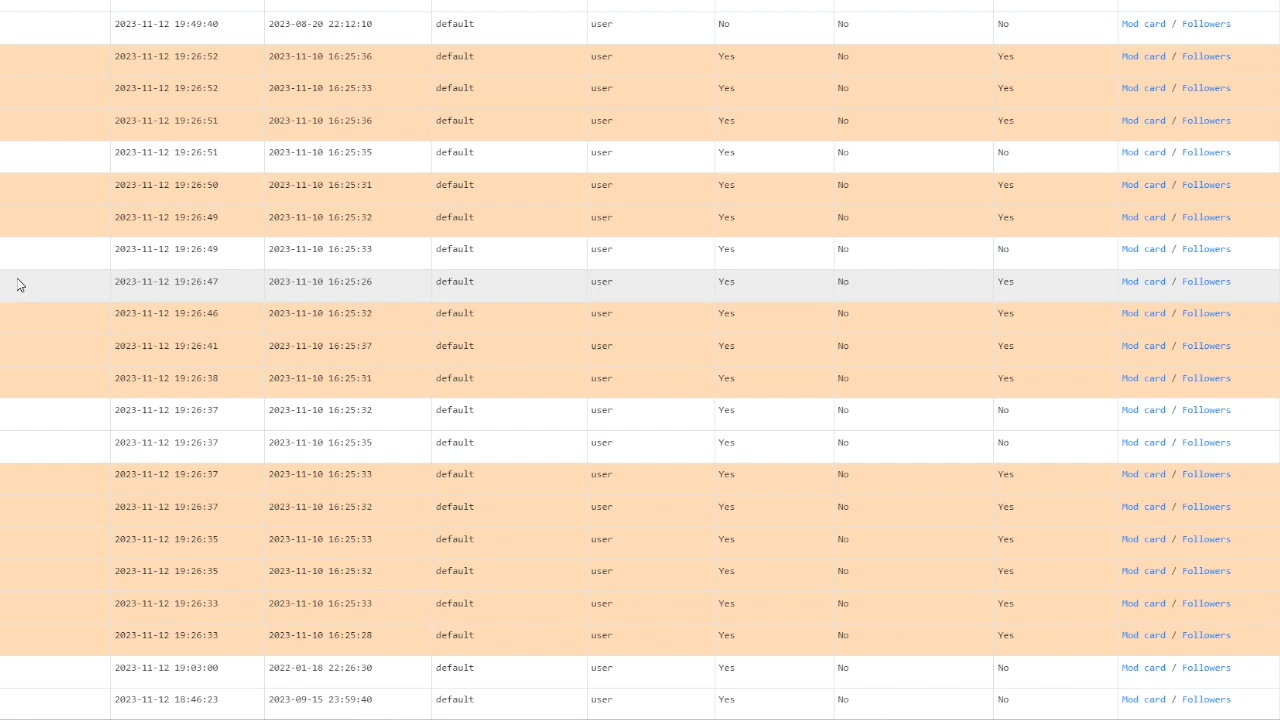 2023-11-12 19:49:40 2023-08-20 22:12:10 default user No No No Mod card / Followers
2023-11-12 19:26:52 2023-11-10 16:25:36 default user Yes No Yes Mod card / Followers
2023-11-12 19:26:52 2023-11-10 16:25:33 default user Yes No Yes Mod card / Followers
2023-11-12 19:26:51 2023-11-10 16:25:36 default user Yes No Yes Mod card / Followers
2023-11-12 19:26:51 2023-11-10 16:25:35 default user Yes No No Mod card / Followers
2023-11-12 19:26:50 2023-11-10 16:25:31 default user Yes No Yes Mod card / Followers
2023-11-12 19:26:49 2023-11-10 16:25:32 default user Yes No Yes Mod card / Followers
2023-11-12 19:26:49 2023-11-10 16:25:33 default user Yes No No Mod card / Followers
2023-11-12 19:26:47 2023-11-10 16:25:26 default user Yes No Yes Mod card / Followers
2023-11-12 19:26:46 2023-11-10 16:25:32 default user Yes No Yes Mod card / Followers
2023-11-12 19:26:41 2023-11-10 16:25:37 default user Yes No Yes Mod card / Followers
2023-11-12 19:26:38 2023-11-10 16:25:31 default user Yes No Yes Mod card / Followers
2023-11-12 19:26:37 2023-11-10 16:25:32 default user Yes No No Mod card / Followers
2023-11-12 19:26:37 2023-11-10 16:25:35 default user Yes No No Mod card / Followers
2023-11-12 19:26:37 2023-11-10 16:25:33 default user Yes No Yes Mod card / Followers
2023-11-12 19:26:37 2023-11-10 16:25:32 default user Yes No Yes Mod card / Followers
2023-11-12 19:26:35 2023-11-10 16:25:33 default user Yes No Yes Mod card / Followers
2023-11-12 19:26:35 2023-11-10 16:25:32 default user Yes No Yes Mod card / Followers
2023-11-12 19:26:33 2023-11-10 16:25:33 default user Yes No Yes Mod card / Followers
2023-11-12 19:26:33 2023-11-10 16:25:28 default user Yes No Yes Mod card / Followers
2023-11-12 19:03:00 2022-01-18 22:26:30 default user Yes No No Mod card / Followers
2023-11-12 18:46:23 2023-09-15 23:59:40 default user Yes No No Mod card / Followers